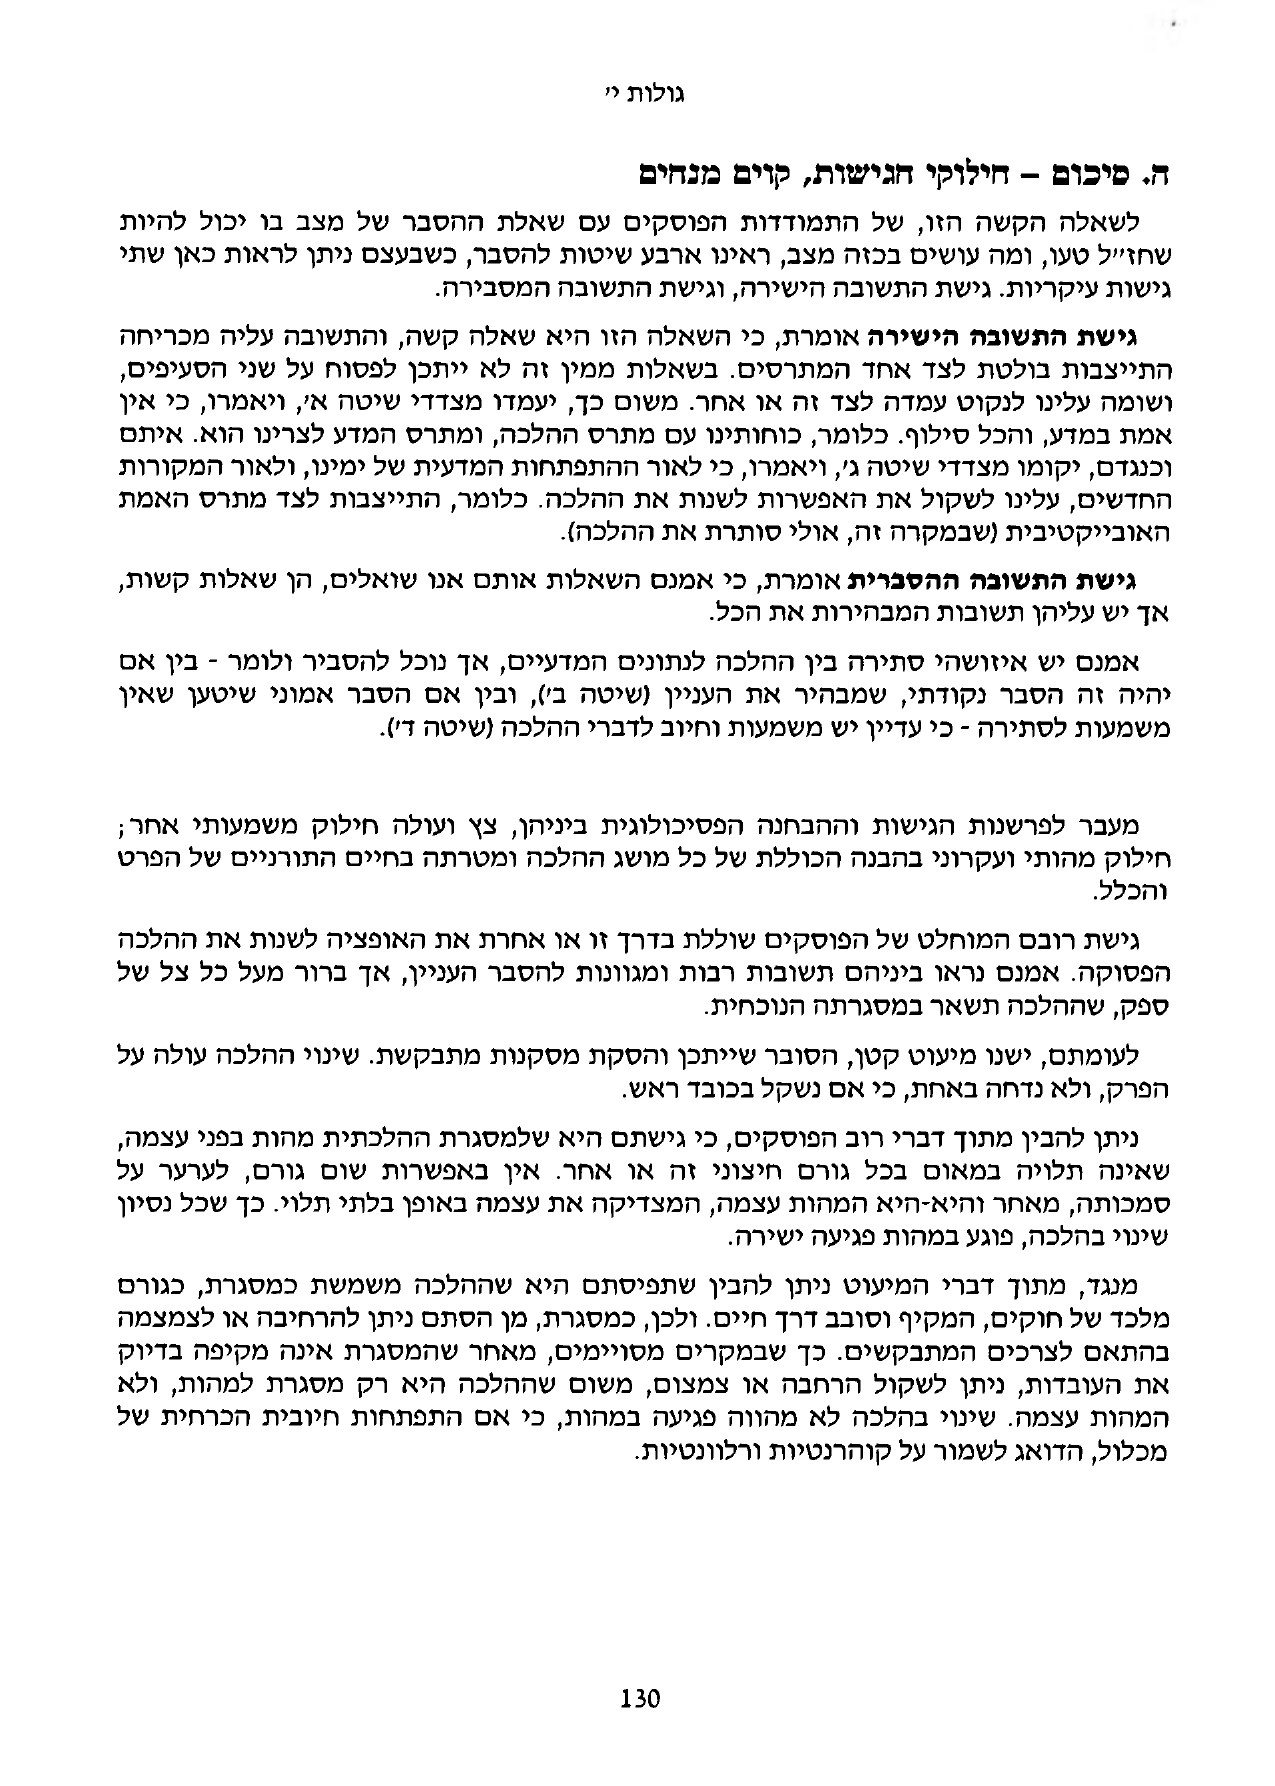 גולות י׳
ה. סיכום – חילוקי הגישות, קוים מנחים
לשאלה הקשה הזו, של התמודדות הפוסקים עם שאלת ההסבר של מצב בו יכול להיות
שחז״ל טעו, ומה עושים בכזה מצב, ראינו ארבע שיטות להסבר, כשבעצם ניתן לראות כאן שתי
גישות עיקריות. גישת התשובה הישירה, וגישת התשובה המסבירה.
גישת התשובה הישירה אומרת, כי השאלה הזו היא שאלה קשה, והתשובה עליה מכריחה
התייצבות בולטת לצד אחד המתרסים. בשאלות ממין זה לא ייתכן לפסוח על שני הסעיפים,
ושומה עלינו לנקוט עמדה לצד זה או אחר. משום כך, יעמדו מצדדי שיטה א׳, ויאמרו, כי אין
אמת במדע, והכל סילוף. כלומר, כוחותינו עם מתרס ההלכה, ומתרס המדע לצרינו הוא. איתם
וכנגדם, יקומו מצדדי שיטה ג׳, ויאמרו, כי לאור ההתפתחות המדעית של ימינו, ולאור המקורות
החדשים, עלינו לשקול את האפשרות לשנות את ההלכה. כלומר, התייצבות לצד מתרס האמת
האובייקטיבית (שבמקרה זה, אולי סותרת את ההלכה).
גישת התשובה ההסברית אומרת, כי אמנם השאלות אותם אנו שואלים, הן שאלות קשות,
אך יש עליהן תשובות המבהירות את הכל.
אמנם יש איזושהי סתירה בין ההלכה לנתונים המדעיים, אך נוכל להסביר ולומר - בין אם
יהיה זה הסבר נקודתי, שמבהיר את העניין (שיטה ב׳), ובין אם הסבר אמוני שיטען שאין
משמעות לסתירה - כי עדיין יש משמעות וחיוב לדברי ההלכה (שיטה ד׳).
מעבר לפרשנות הגישות וההבחנה הפסיכולוגית ביניהן, צץ ועולה חילוק משמעותי אחר;
חילוק מהותי ועקרוני בהבנה הכוללת של כל מושג ההלכה ומטרתה בחיים התורניים של הפרט
והכלל.
גישת רובם המוחלט של הפוסקים שוללת בדרך זו או אחרת את האופציה לשנות את ההלכה
הפסוקה. אמנם נראו ביניהם תשובות רבות ומגוונות להסבר העניין, אך ברור מעל כל צל של
ספק, שההלכה תשאר במסגרתה הנוכחית.
לעומתם, ישנו מיעוט קטן, הסובר שייתכן והסקת מסקנות מתבקשת. שינוי ההלכה עולה על
הפרק, ולא נדחה באחת, כי אם נשקל בכובד ראש.
ניתן להבין מתוך דברי רוב הפוסקים, כי גישתם היא שלמסגרת ההלכתית מהות בפני עצמה,
שאינה תלויה במאום בכל גורם חיצוני זה או אחר. אין באפשרות שום גורם, לערער על
סמכותה, מאחר והיא-היא המהות עצמה, המצדיקה את עצמה באופן בלתי תלוי. כך שכל נסיון
שינוי בהלכה, פוגע במהות פגיעה ישירה.
מנגד, מתוך דברי המיעוט ניתן להבין שתפיסתם היא שההלכה משמשת כמסגרת, כגורם
מלכד של חוקים, המקיף וסובב דרך חיים. ולכן, כמסגרת, מן הסתם ניתן להרחיבה או לצמצמה
בהתאם לצרכים המתבקשים. כך שבמקרים מסויימים, מאחר שהמסגרת אינה מקיפה בדיוק
את העובדות, ניתן לשקול הרחבה או צמצום, משום שההלכה היא רק מסגרת למהות, ולא
המהות עצמה. שינוי בהלכה לא מהווה פגיעה במהות, כי אם התפתחות חיובית הכרחית של
מכלול, הדואג לשמור על קוהרנטיות ורלוונטיות.
130